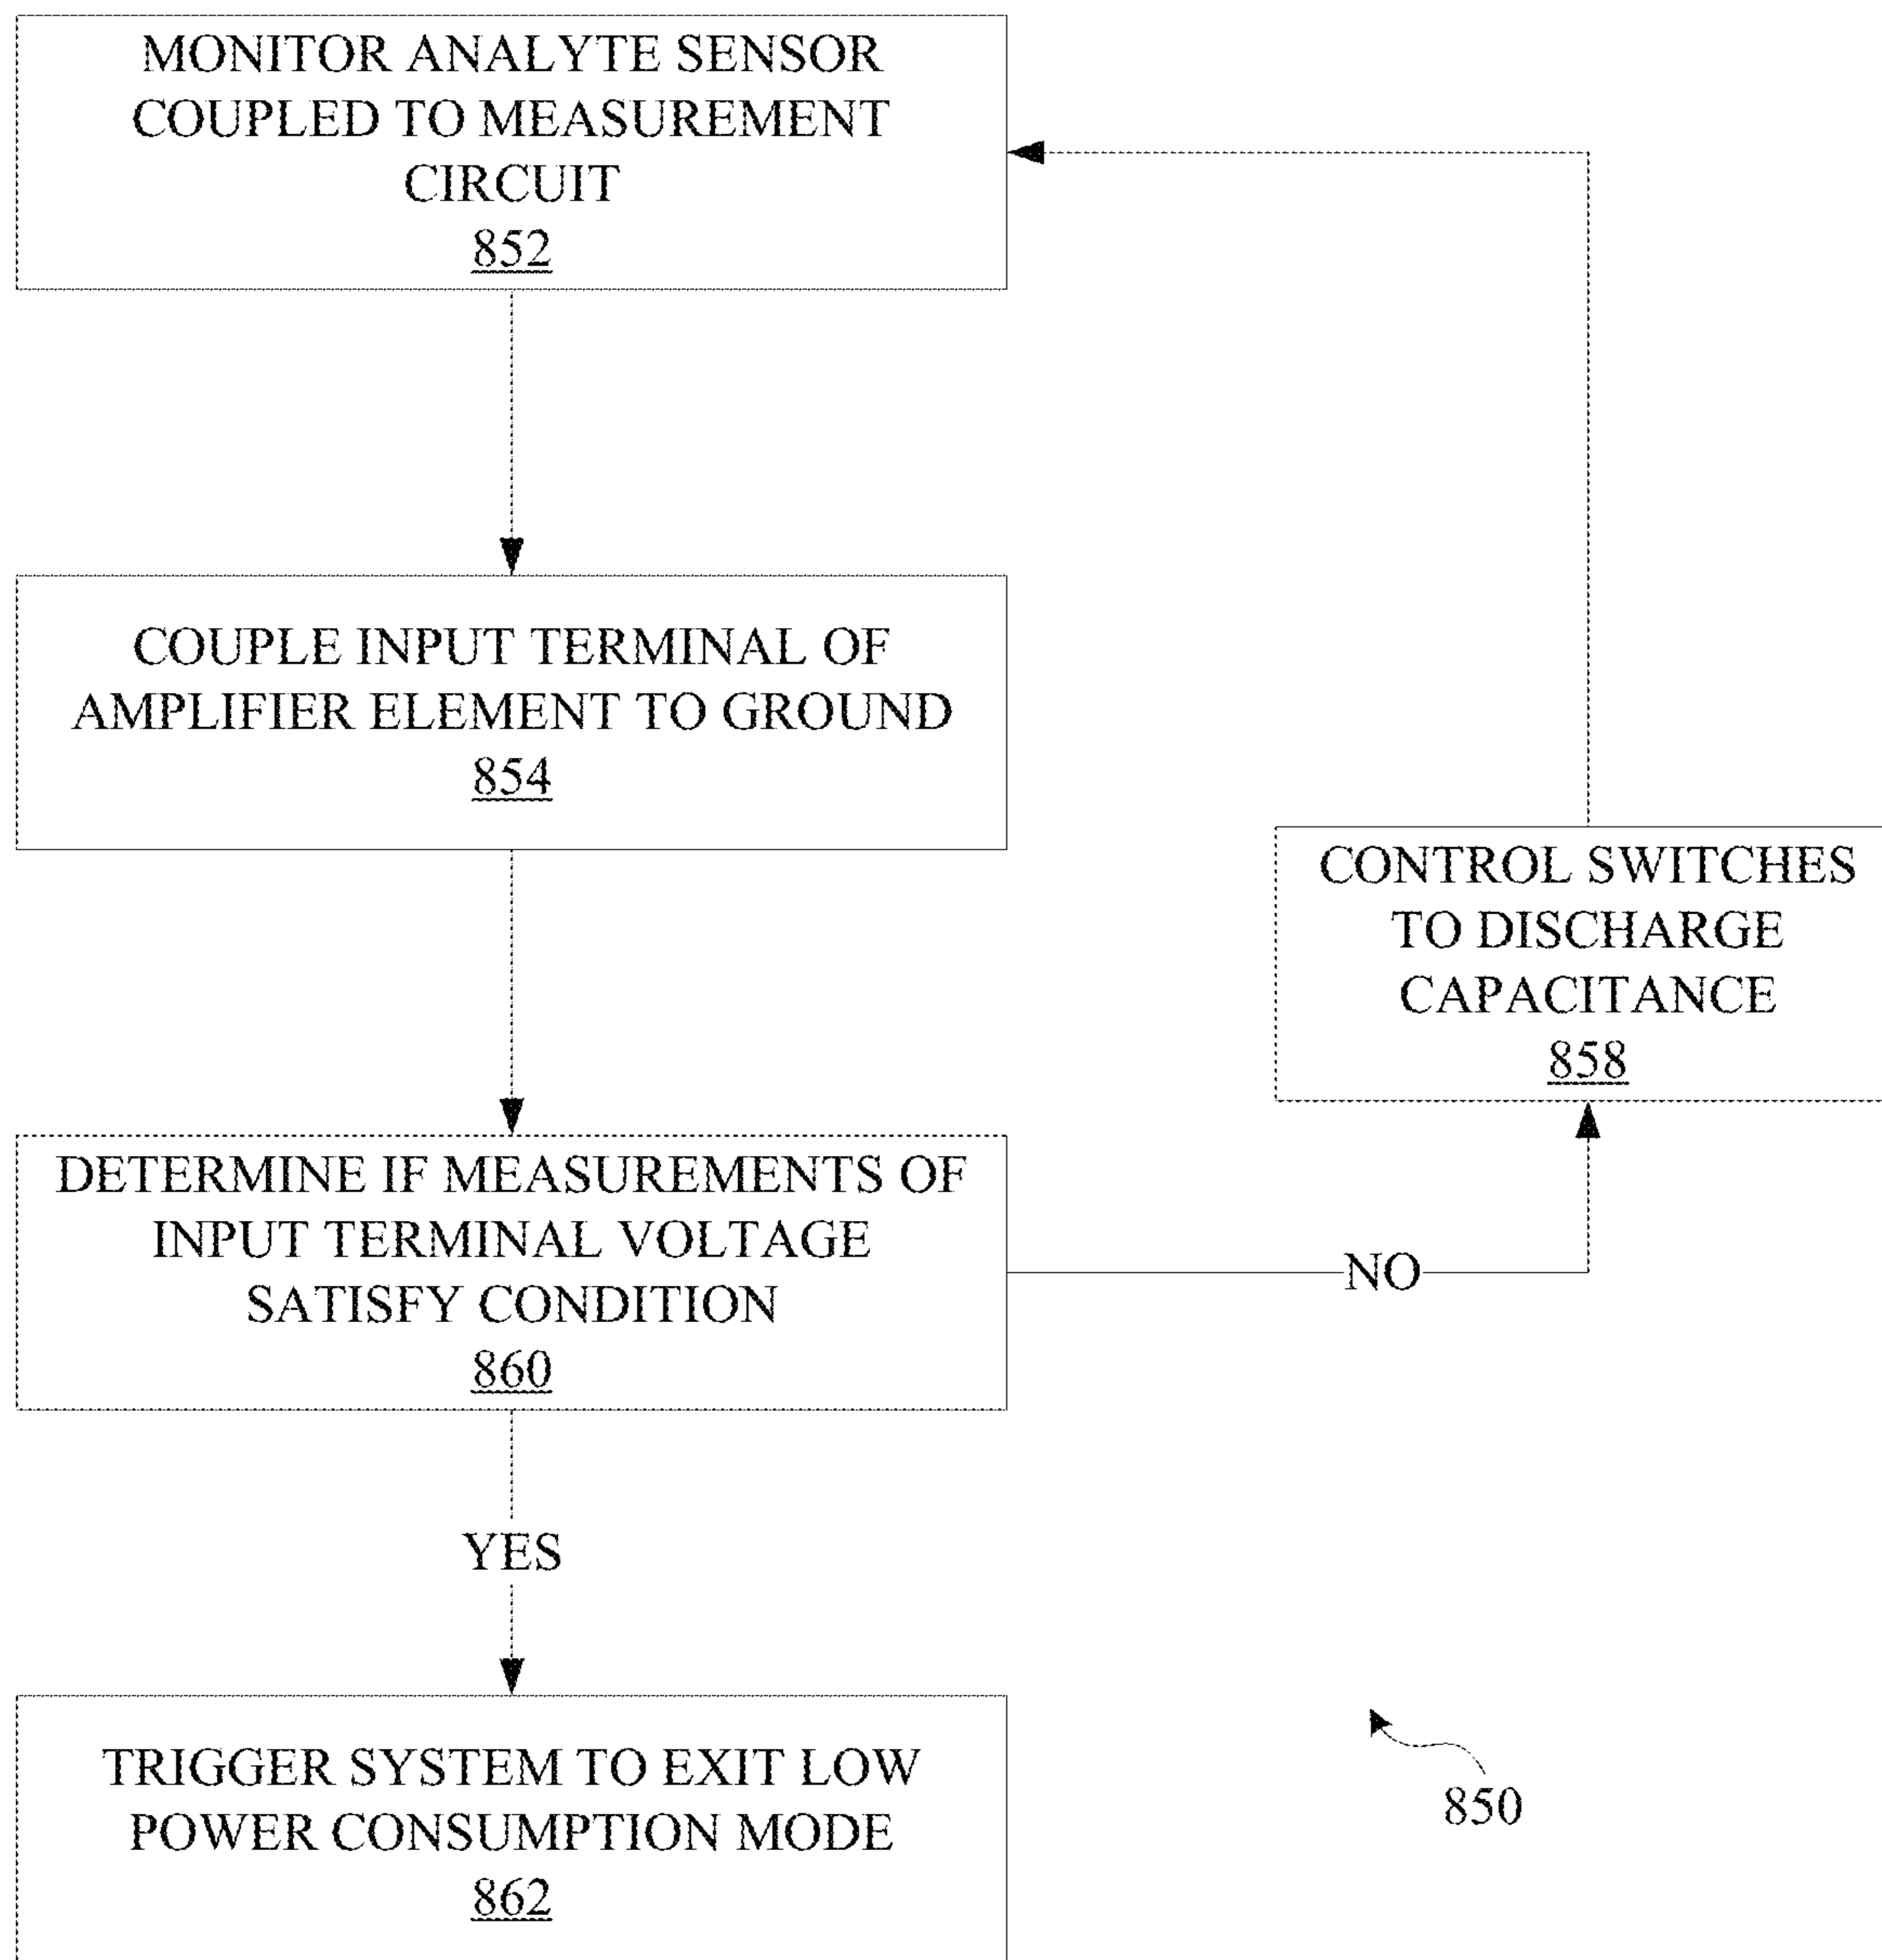 MONITOR ANALYTE SENSOR
COUPLED TO MEASUREMENT
CIRCUIT
852
COUPLE INPUT TERMINAL OF
AMPLIFIER ELEMENT TO GROUND
854
CONTROL SWITCHES
TO DISCHARGE
CAPACITANCE
858
DETERMINE IF MEASUREMENTS OF
INPUT TERMINAL VOLTAGE
SATISFY CONDITION
860
NO
YES
TRIGGER SYSTEM TO EXIT LOW
POWER CONSUMPTION MODE
862
850